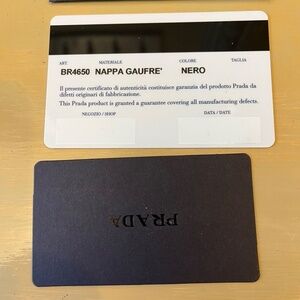 ART. MATERIALE COLORE TAGLIA
BR4650 NAPPA GAUFRE' NERO
Il presente certificato di autenticità costituisce garanzia del prodotto Prada da
difetti originari di fabbricazione.
This Prada product is granted a guarantee covering all manufacturing defects.
NEGOZIO / SHOP DATA / DATE
PRADA